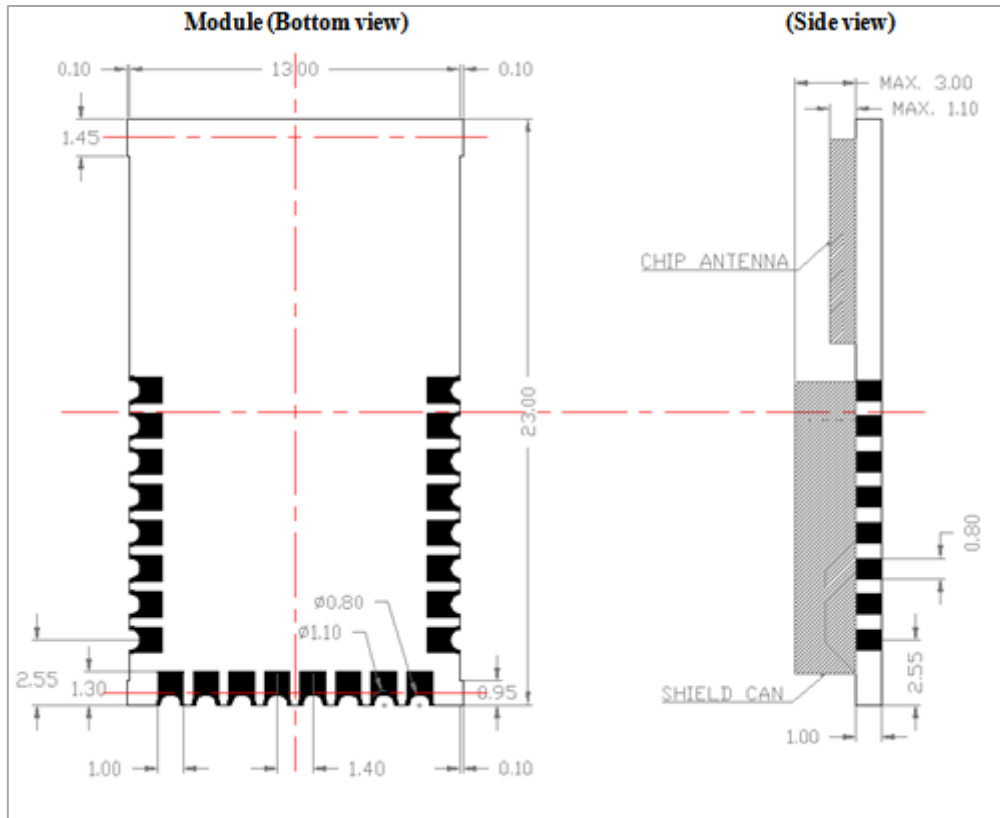 Module (Bottom view)
(Side view)
0.10
13.00
0.10
MAX. 3.00
MAX. 1.10
1.45
CHIP ANTENNA
23.00
0.80
Ø0.80
Ø1.10
2.55
1.30
0.95
2.55
SHIELD CAN
1.00
1.00
1.40
0.10